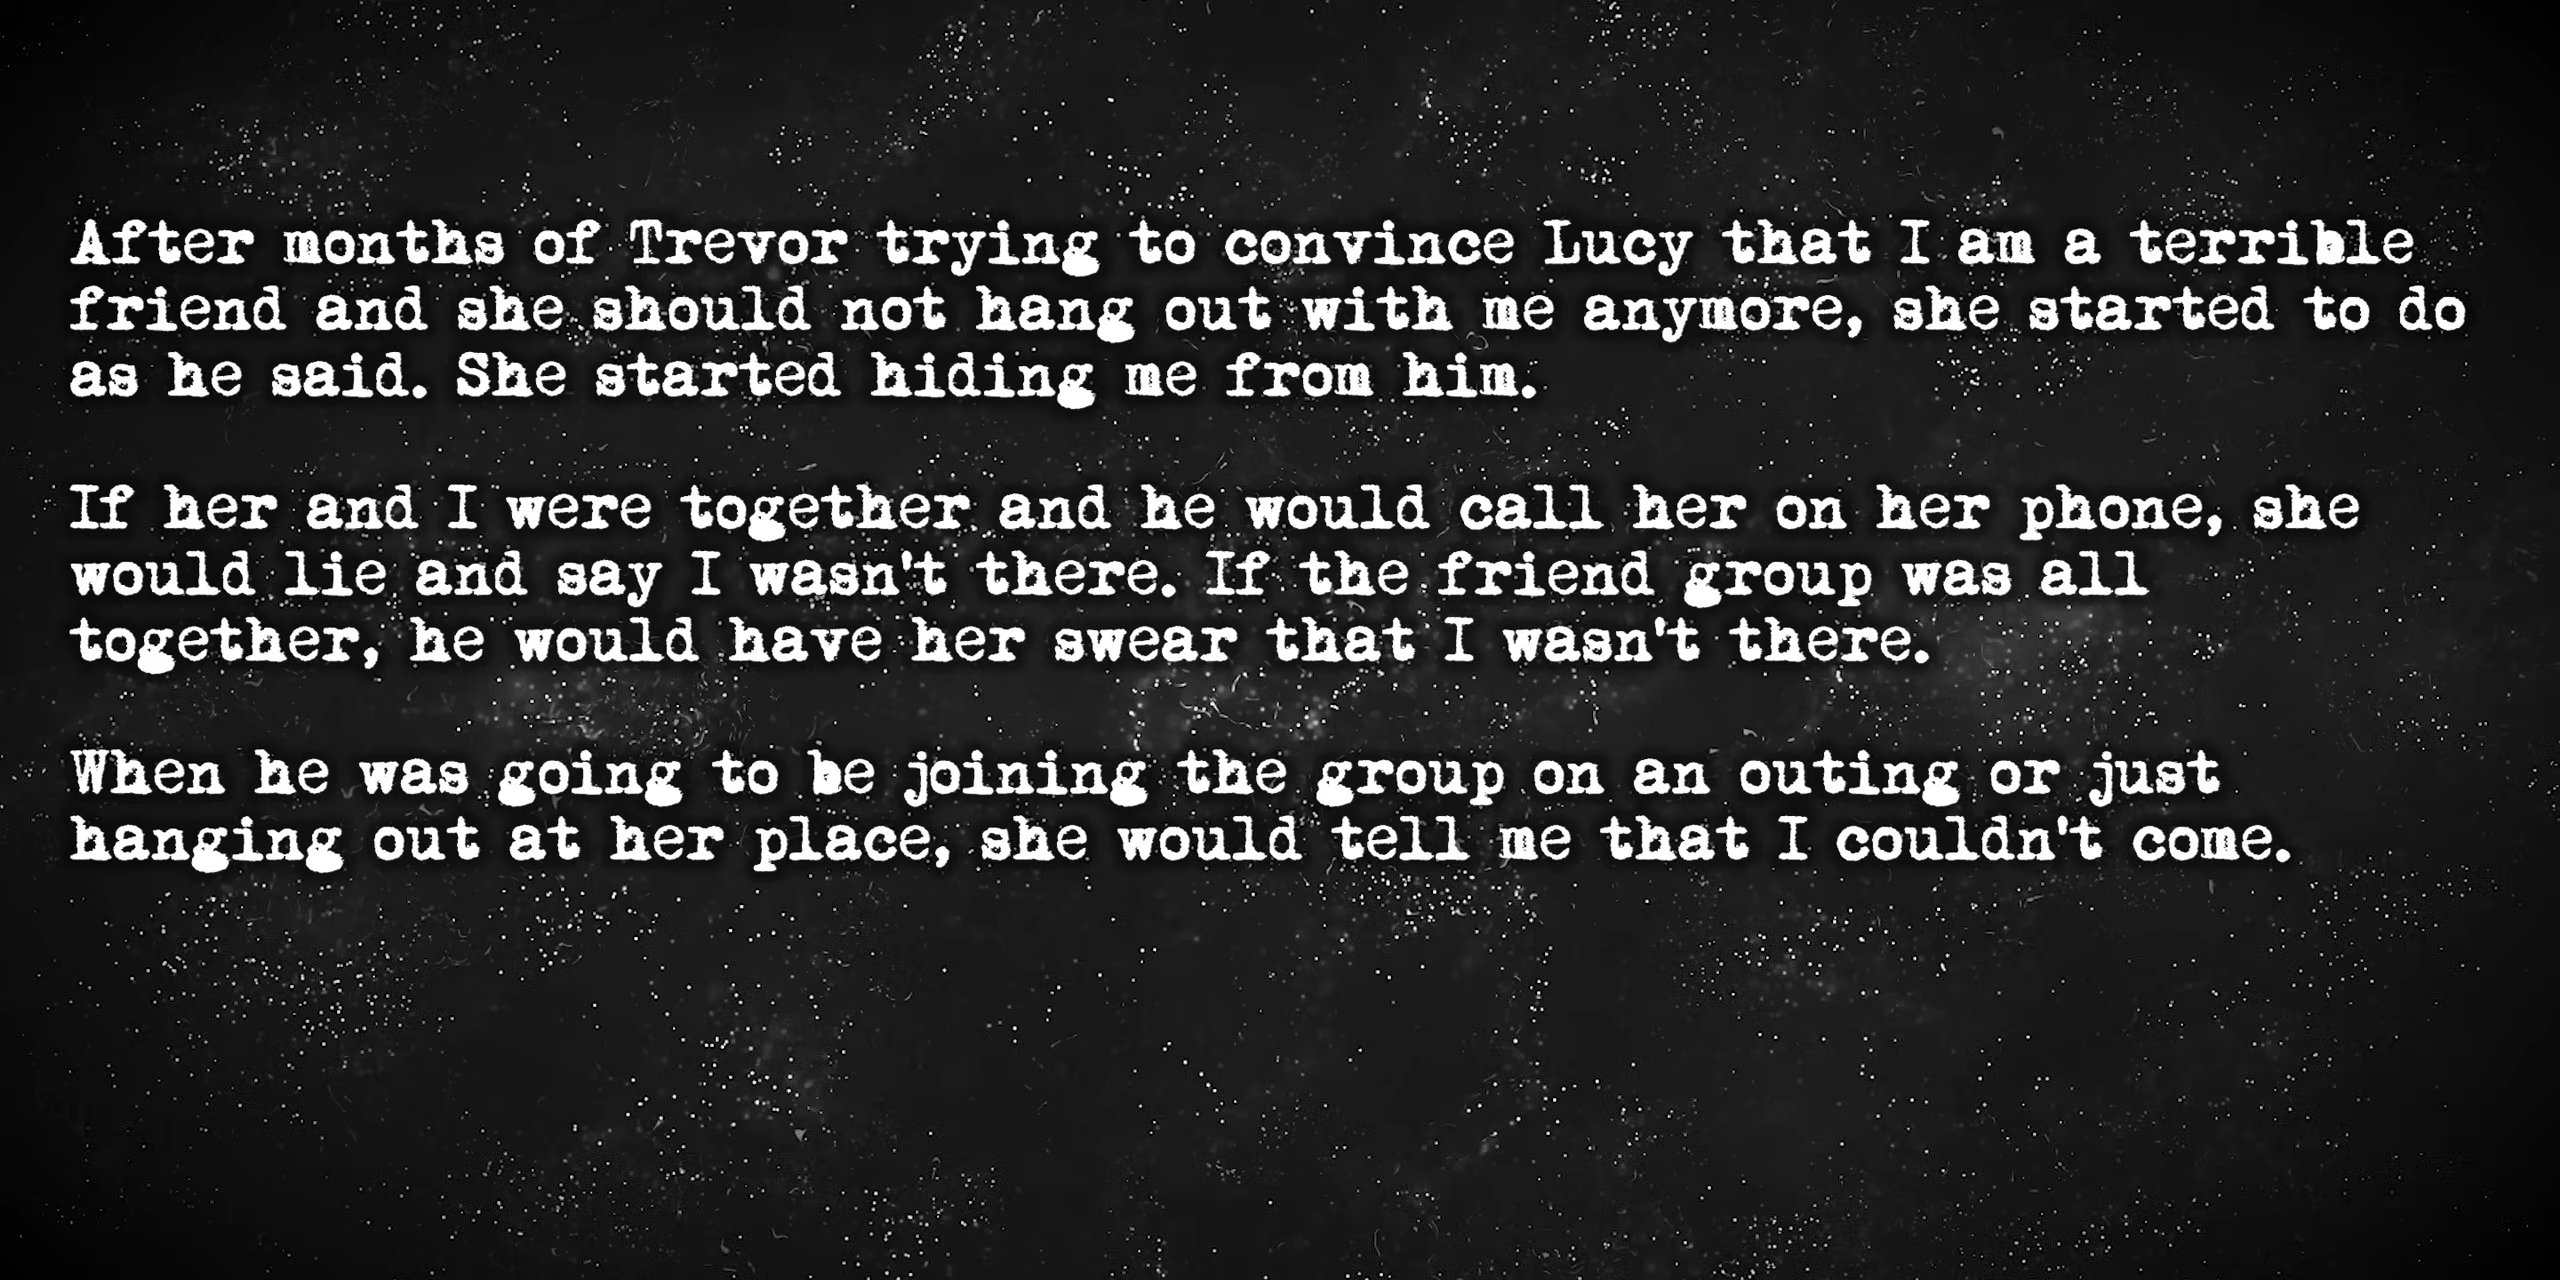 After months of Trevor trying to convince Lucy that I am a terrible
friend and she should not hang out with me anymore, she started to do
as he said. She started hiding me from him.
If her and I were together and he would call her on her phone, she
would lie and say I wasn't there. If the friend group was all
together, he would have her swear that I wasn't there.
When he was going to be joining the group on an outing or just
hanging out at her place, she would tell me that I couldn't come.